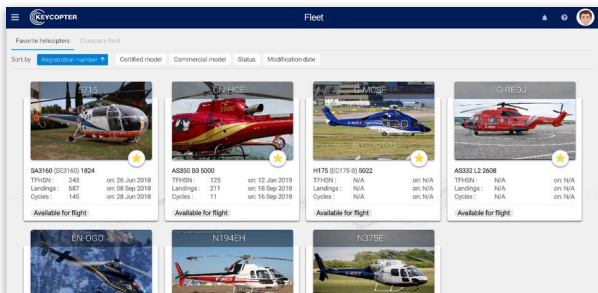 KEYCOPTER
Fleet
Favorite helicopters Company fleet
Sort by Registration number ↑ Certified model Commercial model Status Modification date
5715 CN-HCE G-MCSF G-REDJ
5000
SA3160 (SE3160) 1824
TFHSN : 243 on: 26 Jun 2018
Landings : 687 on: 08 Sep 2018
Cycles : 145 on: 28 Jun 2018
Available for flight
AS350 B3 5000
TFHSN : 125 on: 12 Jan 2019
Landings : 211 on: 18 Sep 2018
Cycles : 11 on: 16 Sep 2018
Available for flight
H175 (EC175 B) 5022
TFHSN : N/A on: N/A
Landings : N/A on: N/A
Cycles : N/A on: N/A
Available for flight
AS332 L2 2608
TFHSN : N/A on: N/A
Landings : N/A on: N/A
Cycles : N/A on: N/A
Available for flight
LN-OGO N194EH N375E